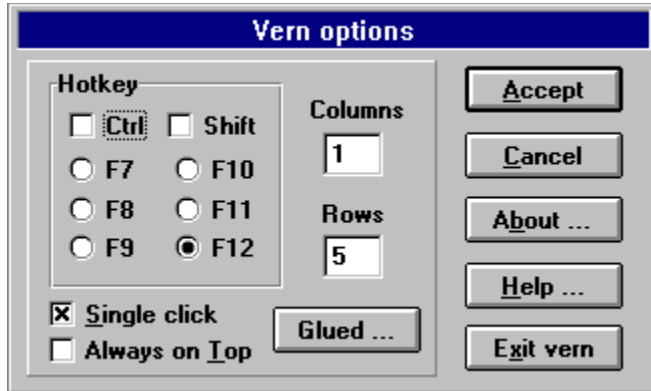 Vern options
Hotkey
Ctrl Shift
F7 F10
F8 F11
F9 F12
Columns
1
Rows
5
Single click
Always on Top
Glued ...
Accept
Cancel
About ...
Help ...
Exit vern